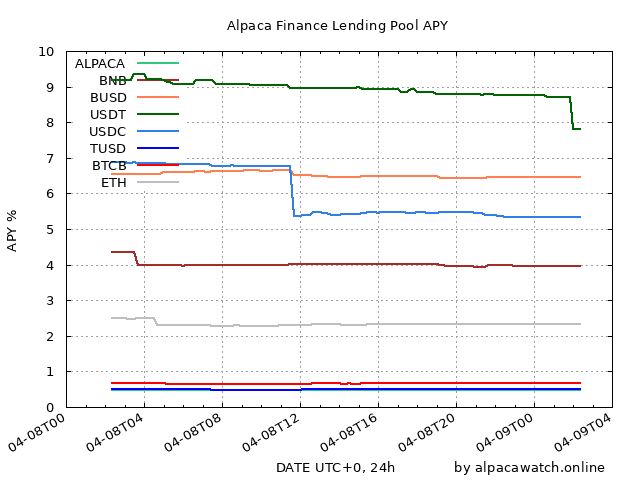 Alpaca Finance Lending Pool APY
10
9
8
7
6
5
4
3
2
1
0
APY %
ALPACA
BNB
BUSD
USDT
USDC
TUSD
BTCB
ETH
04-08T00
04-08T04
04-08T08
04-08T12
04-08T16
04-08T20
04-09T00
04-09T04
DATE UTC+0, 24h
by alpacawatch.online